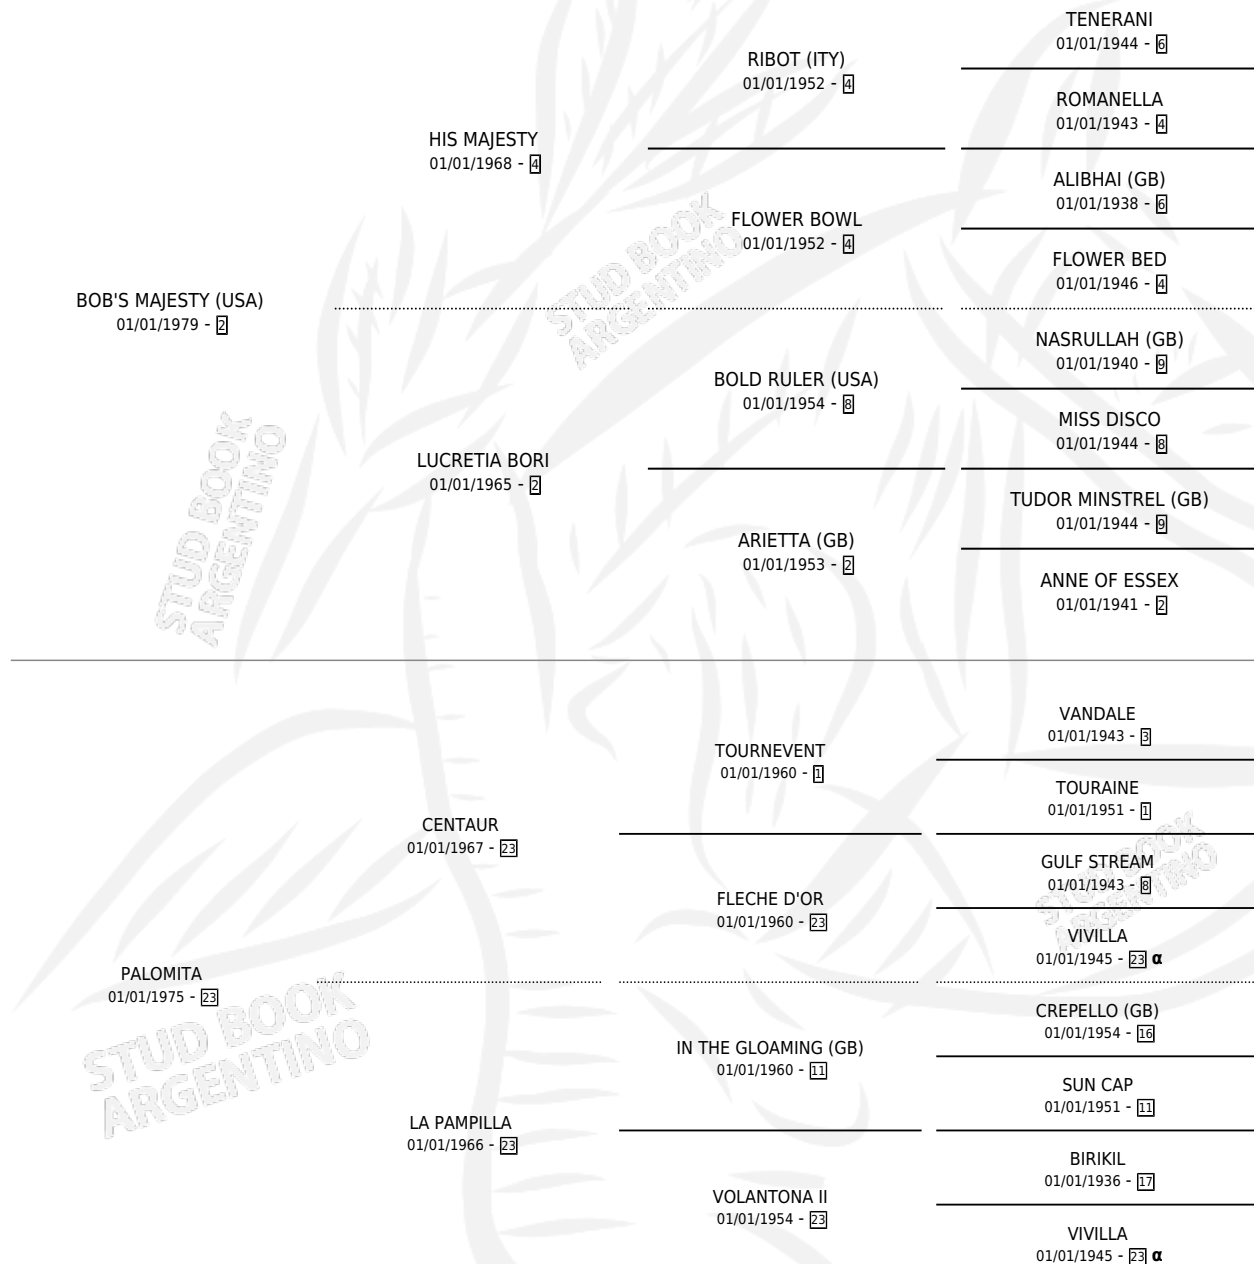 TENERANI
01/01/1944 - 6
RIBOT (ITY)
01/01/1952 - 4
ROMANELLA
01/01/1943 - 4
HIS MAJESTY
01/01/1968 - 4
ALIBHAI (GB)
01/01/1938 - 6
FLOWER BOWL
01/01/1952 - 4
FLOWER BED
01/01/1946 - 4
BOB'S MAJESTY (USA)
01/01/1979 - 2
NASRULLAH (GB)
01/01/1940 - 9
BOLD RULER (USA)
01/01/1954 - 8
MISS DISCO
01/01/1944 - 8
LUCRETIA BORI
01/01/1965 - 2
TUDOR MINSTREL (GB)
01/01/1944 - 9
ARIETTA (GB)
01/01/1953 - 2
ANNE OF ESSEX
01/01/1941 - 2
VANDALE
01/01/1943 - 3
TOURNEVENT
01/01/1960 - 1
TOURAINE
01/01/1951 - 1
CENTAUR
01/01/1967 - 23
GULF STREAM
01/01/1943 - 8
FLECHE D'OR
01/01/1960 - 23
VIVILLA
01/01/1945 - 23 α
PALOMITA
01/01/1975 - 23
CREPELLO (GB)
01/01/1954 - 16
IN THE GLOAMING (GB)
01/01/1960 - 11
SUN CAP
01/01/1951 - 11
LA PAMPILLA
01/01/1966 - 23
BIRIKIL
01/01/1936 - 17
VOLANTONA II
01/01/1954 - 23
VIVILLA
01/01/1945 - 23 α
STUD BOOK
ARGENTINO
STUD BOOK
ARGENTINO
STUD BOOK
ARGENTINO
STUD BOOK
ARGENTINO